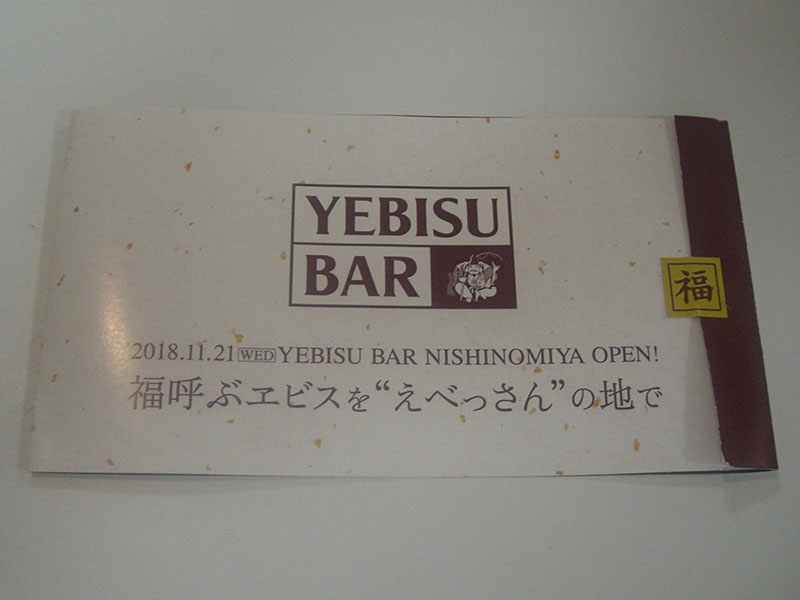 YEBISU
BAR
福
2018.11.21 WED YEBISU BAR NISHINOMIYA OPEN!
福呼ぶヱビスを“えべっさん”の地で